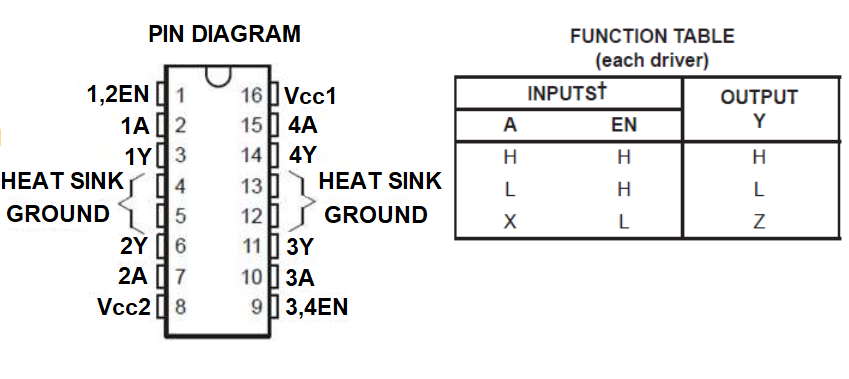 PIN DIAGRAM
1,2EN 1 16 Vcc1
1A 2 15 4A
1Y 3 14 4Y
HEAT SINK 4 13 HEAT SINK
GROUND 5 12 GROUND
2Y 6 11 3Y
2A 7 10 3A
Vcc2 8 9 3,4EN
FUNCTION TABLE
(each driver)
INPUTS† OUTPUT
A EN Y
H H H
L H L
X L Z